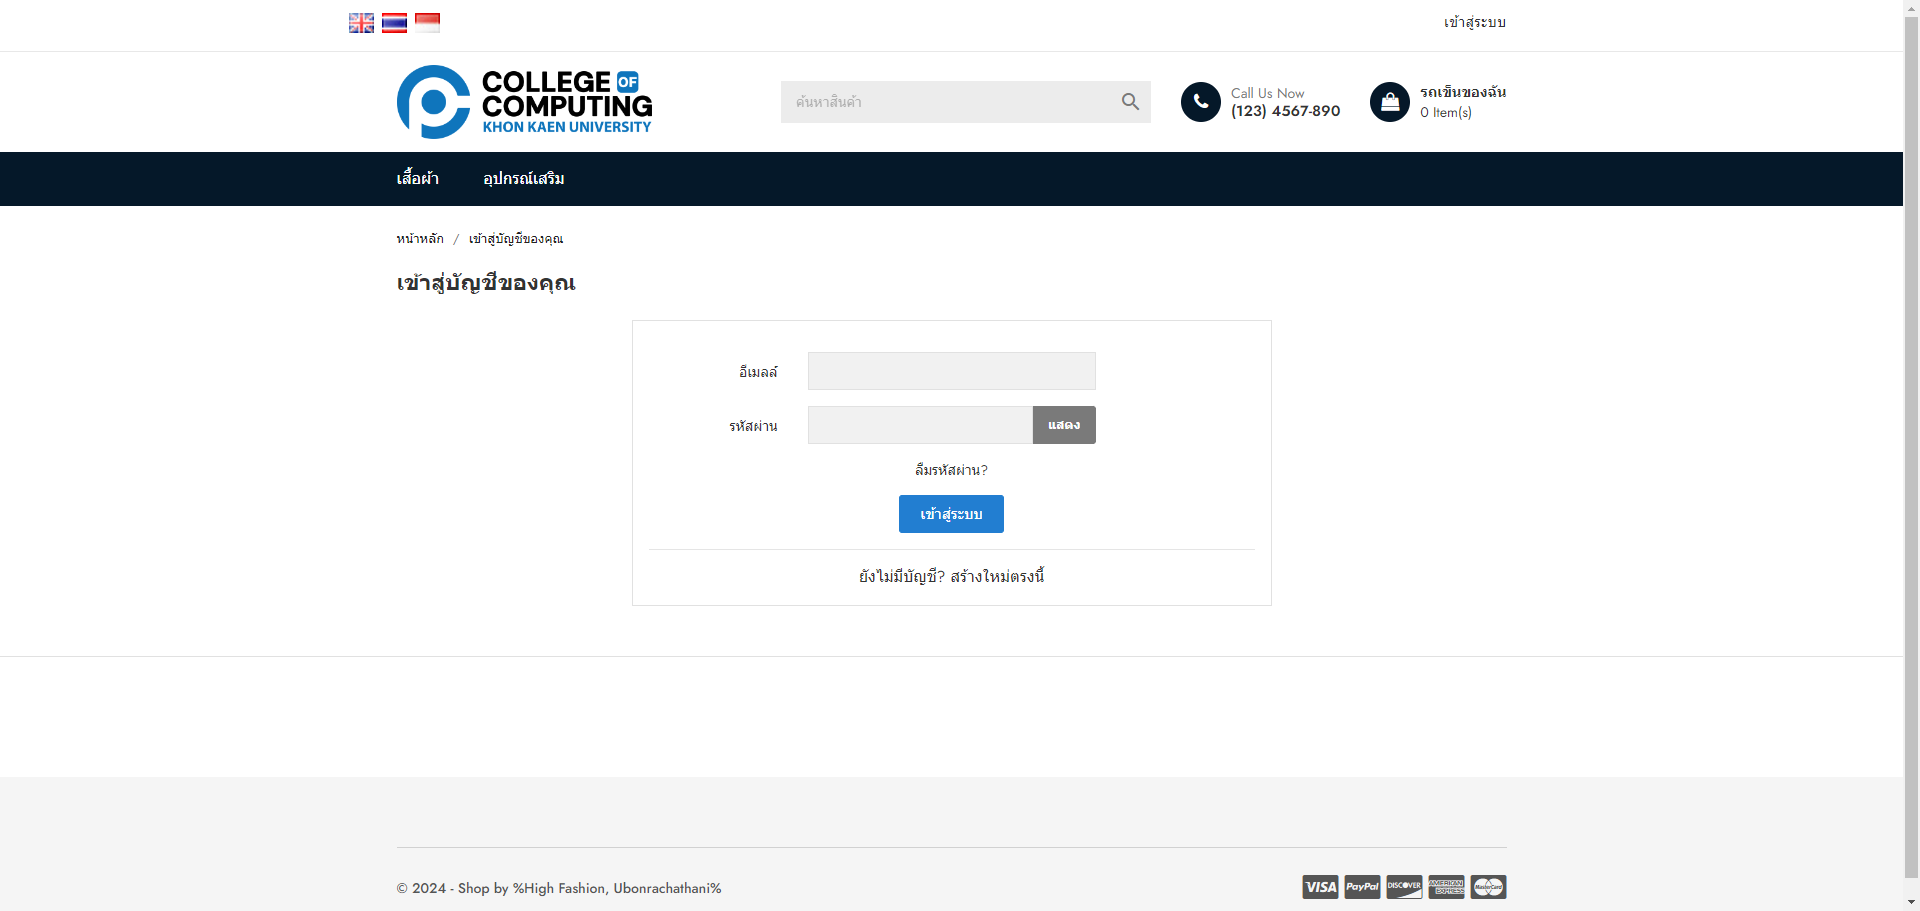 เข้าสู่ระบบ
COLLEGE OF
COMPUTING
KHON KAEN UNIVERSITY
ค้นหาสินค้า
Call Us Now
(123) 4567-890
รถเข็นของฉัน
0 Item(s)
เสื้อผ้า อุปกรณ์เสริม
หน้าหลัก / เข้าสู่บัญชีของคุณ
เข้าสู่บัญชีของคุณ
อีเมลล์
รหัสผ่าน
แสดง
ลืมรหัสผ่าน?
เข้าสู่ระบบ
ยังไม่มีบัญชี? สร้างใหม่ตรงนี้
© 2024 - Shop by %High Fashion, Ubonrachathani%
VISA PayPal DISCOVER AMERICAN EXPRESS MasterCard